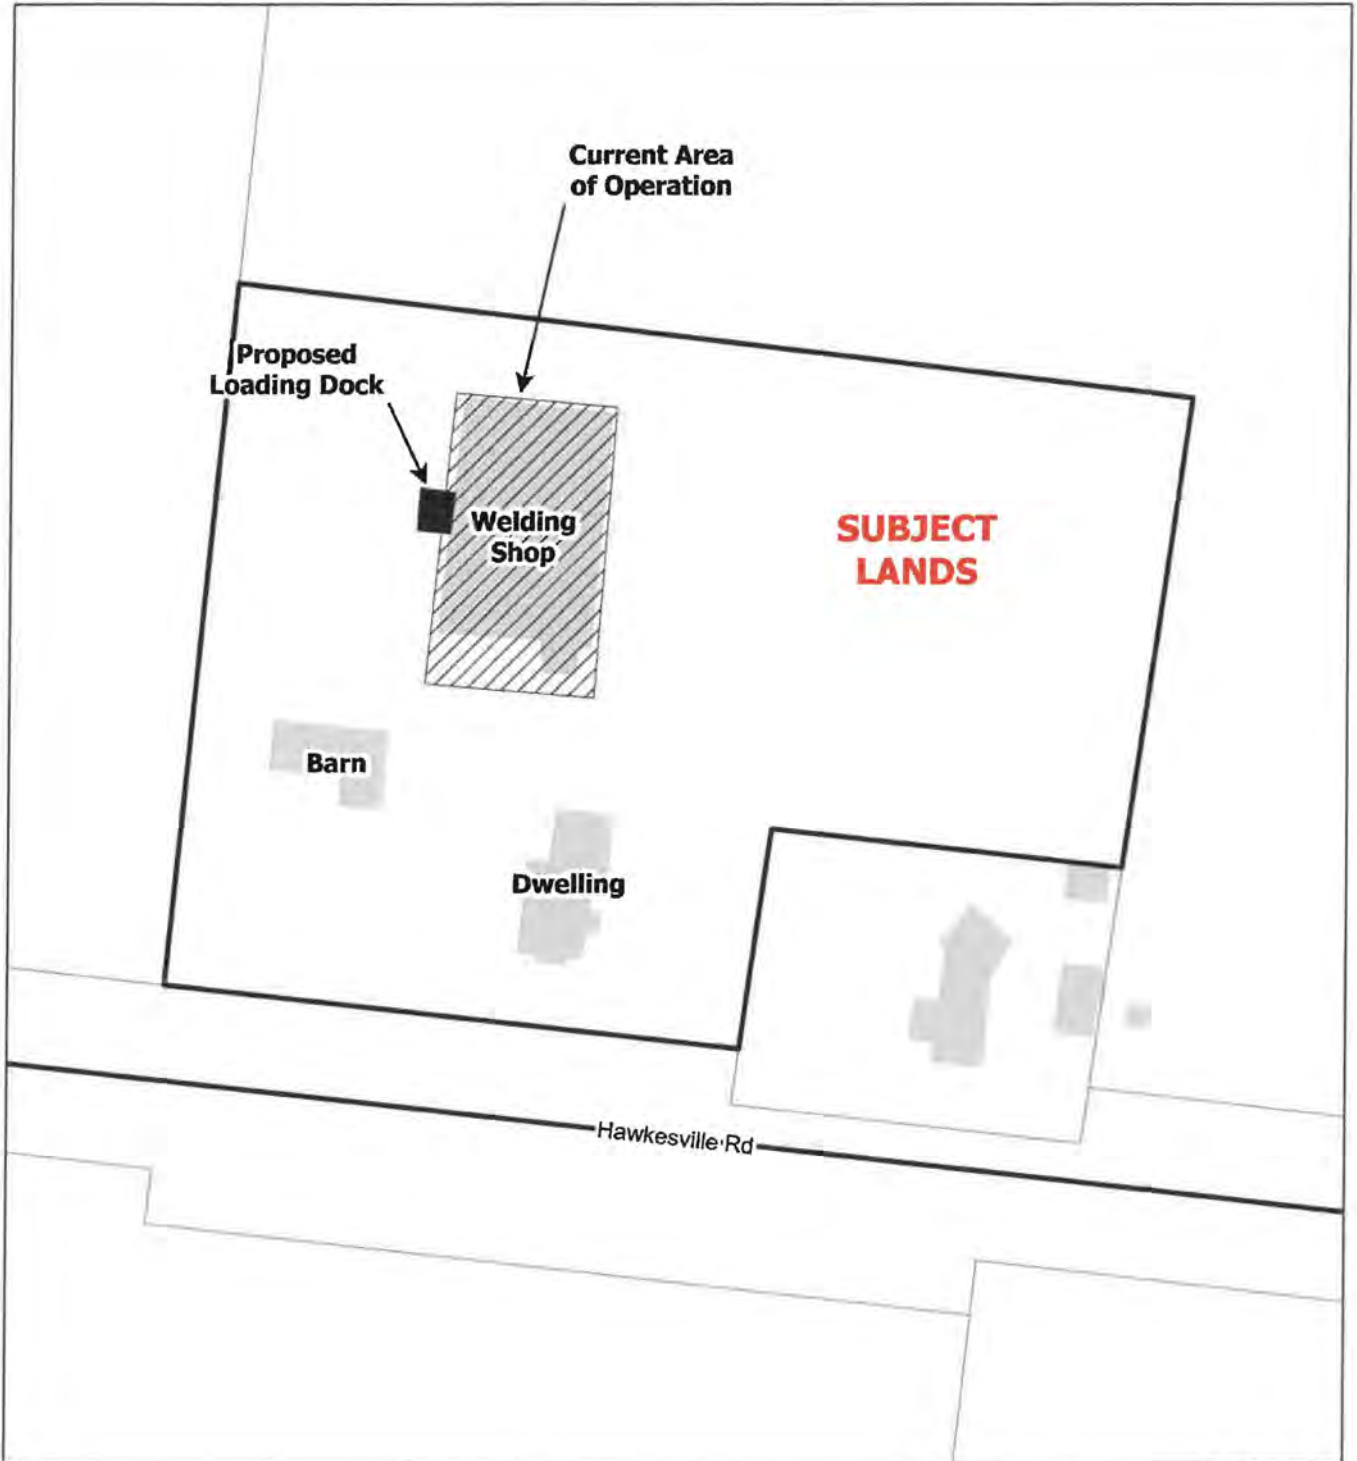 Current Area
of Operation
Proposed
Loading Dock
Welding
Shop
SUBJECT
LANDS
Barn
Dwelling
Hawkesville Rd